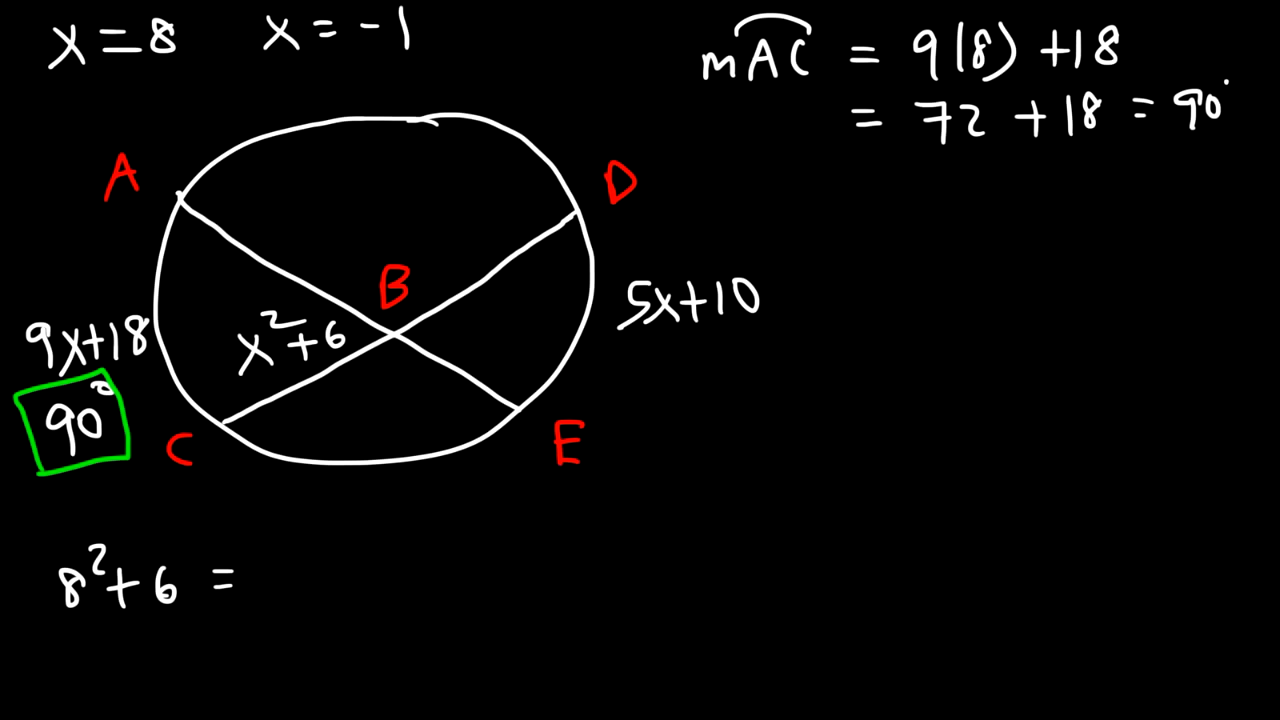 x = 8 x = -1
mAC = 9(8) + 18
= 72 + 18 = 90°
A
D
B
5x+10
x²+6
9x+18
90°
C
E
8²+6 =